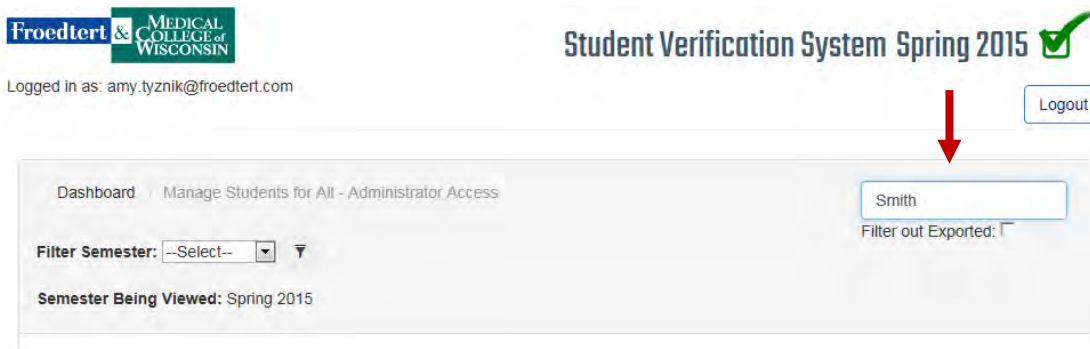 Froedtert & MEDICAL COLLEGE of WISCONSIN
Student Verification System Spring 2015
Logged in as: amy.tyznik@froedtert.com
Logout
Dashboard / Manage Students for All - Administrator Access
Smith
Filter out Exported:
Filter Semester: --Select--
Semester Being Viewed: Spring 2015